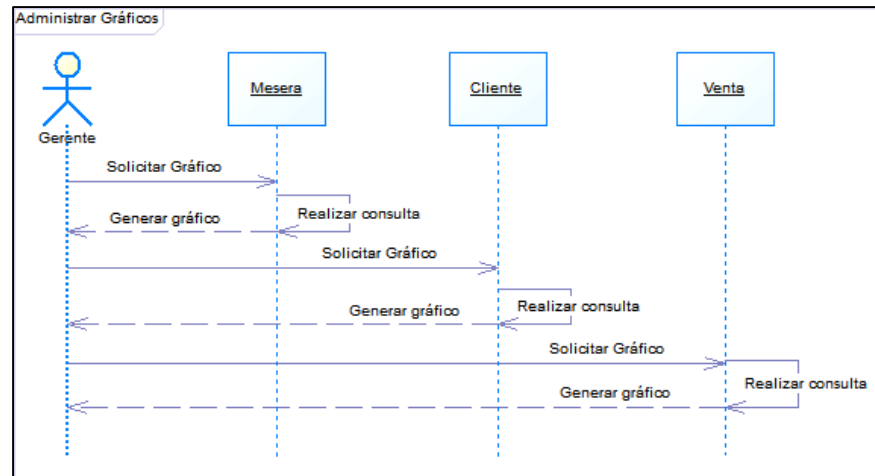 Administrar Gráficos
Mesera
Cliente
Venta
Gerente
Solicitar Gráfico
Realizar consulta
Generar gráfico
Solicitar Gráfico
Realizar consulta
Generar gráfico
Solicitar Gráfico
Realizar consulta
Generar gráfico